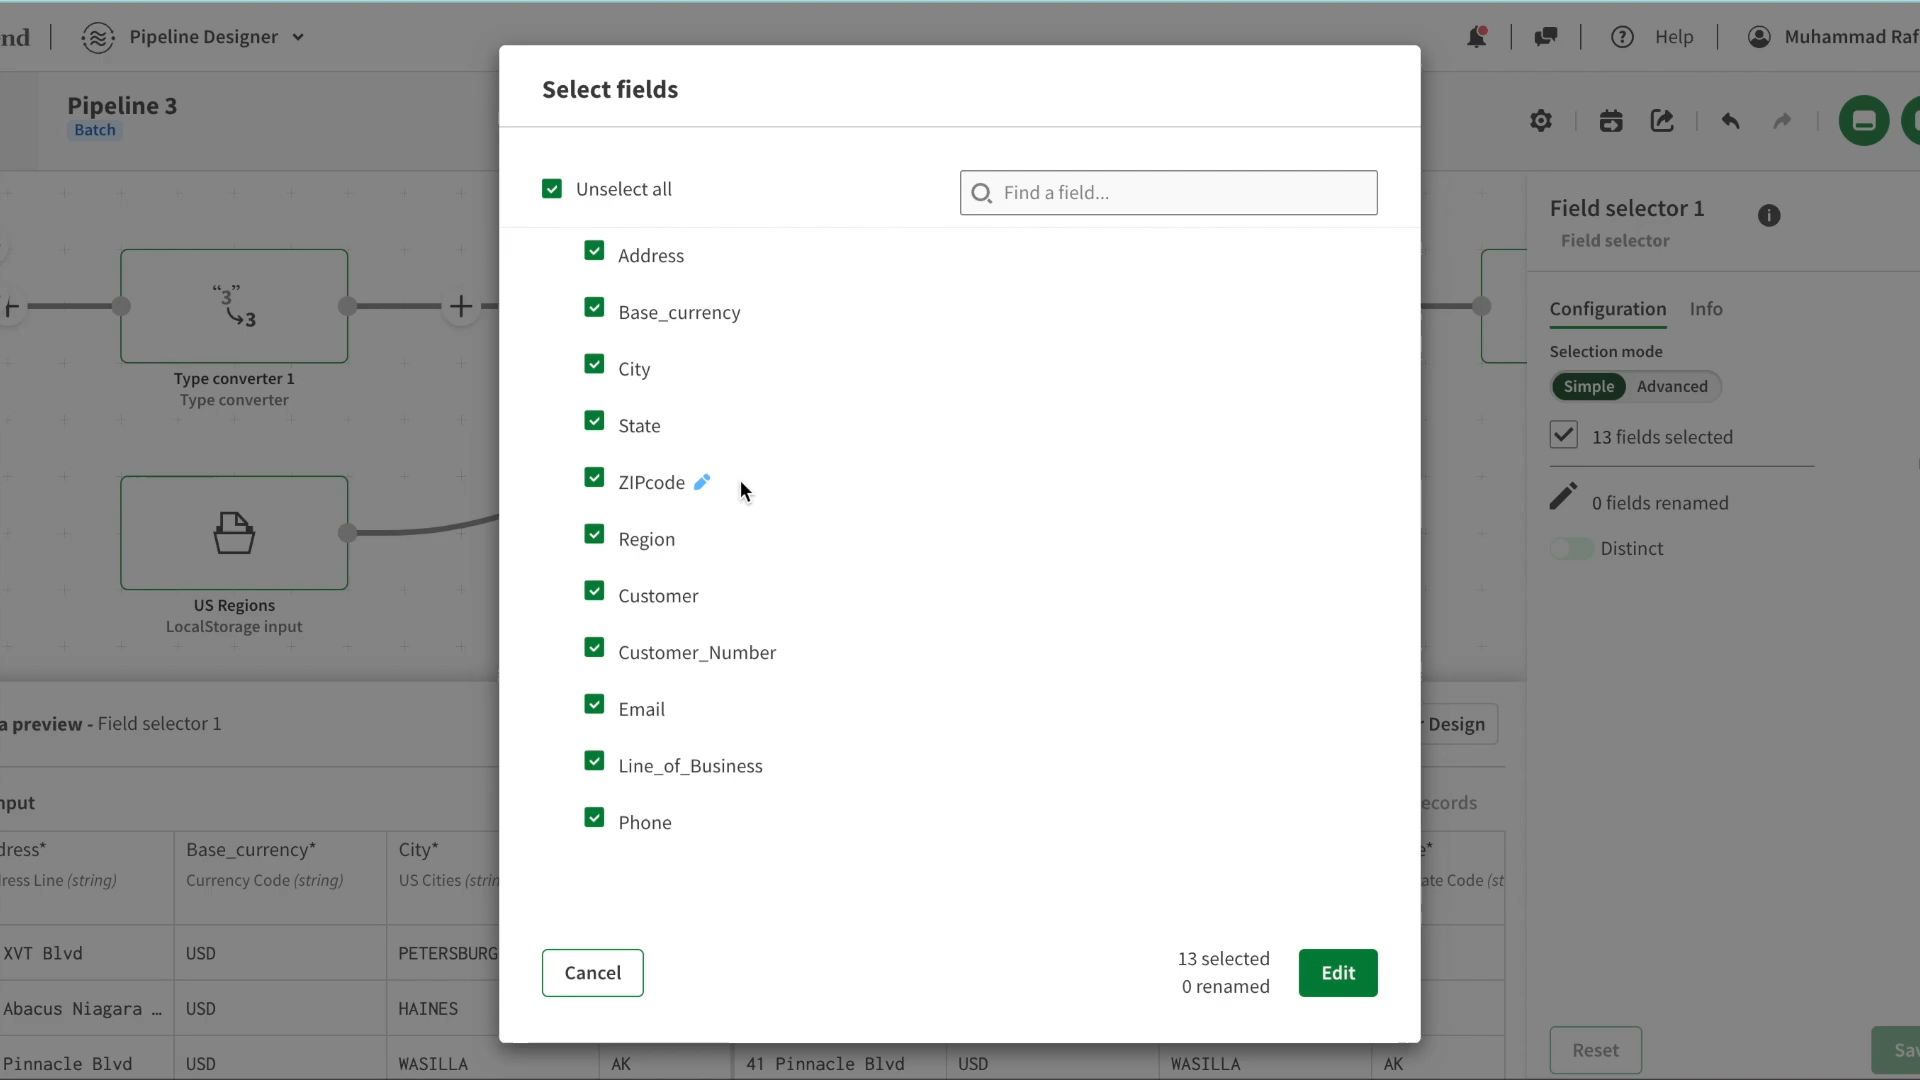 nd
Pipeline Designer
Help
Muhammad Raf
Pipeline 3
Batch
Select fields
Unselect all
Find a field...
Address
Base_currency
City
State
ZIPcode
Region
Customer
Customer_Number
Email
Line_of_Business
Phone
Cancel
13 selected
0 renamed
Edit
"3"
3
Type converter 1
Type converter
US Regions
LocalStorage input
Field selector 1
Field selector
Configuration
Info
Selection mode
Simple
Advanced
13 fields selected
0 fields renamed
Distinct
Reset
Sav
a preview - Field selector 1
r Design
nput
ecords
dress*
Base_currency*
City*
e*
ress Line (string)
Currency Code (string)
US Cities (strin
ate Code (st
XVT Blvd
USD
PETERSBURG
Abacus Niagara ...
USD
HAINES
Pinnacle Blvd
USD
WASILLA
AK
41 Pinnacle Blvd
USD
WASILLA
AK